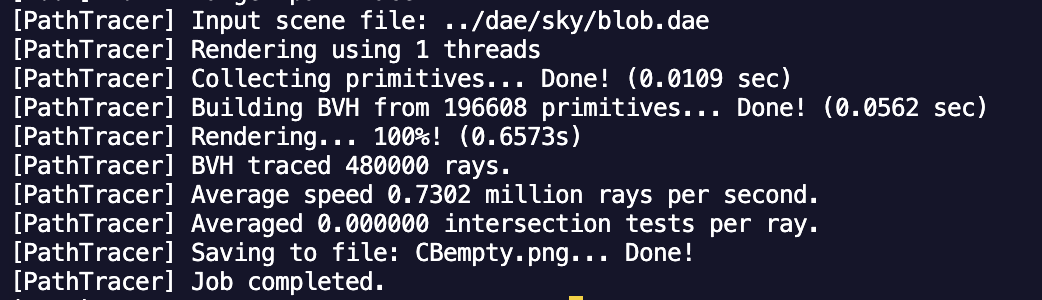 [PathTracer] Input scene file: ../dae/sky/blob.dae
[PathTracer] Rendering using 1 threads
[PathTracer] Collecting primitives... Done! (0.0109 sec)
[PathTracer] Building BVH from 196608 primitives... Done! (0.0562 sec)
[PathTracer] Rendering... 100%! (0.6573s)
[PathTracer] BVH traced 480000 rays.
[PathTracer] Average speed 0.7302 million rays per second.
[PathTracer] Averaged 0.000000 intersection tests per ray.
[PathTracer] Saving to file: CBempty.png... Done!
[PathTracer] Job completed.